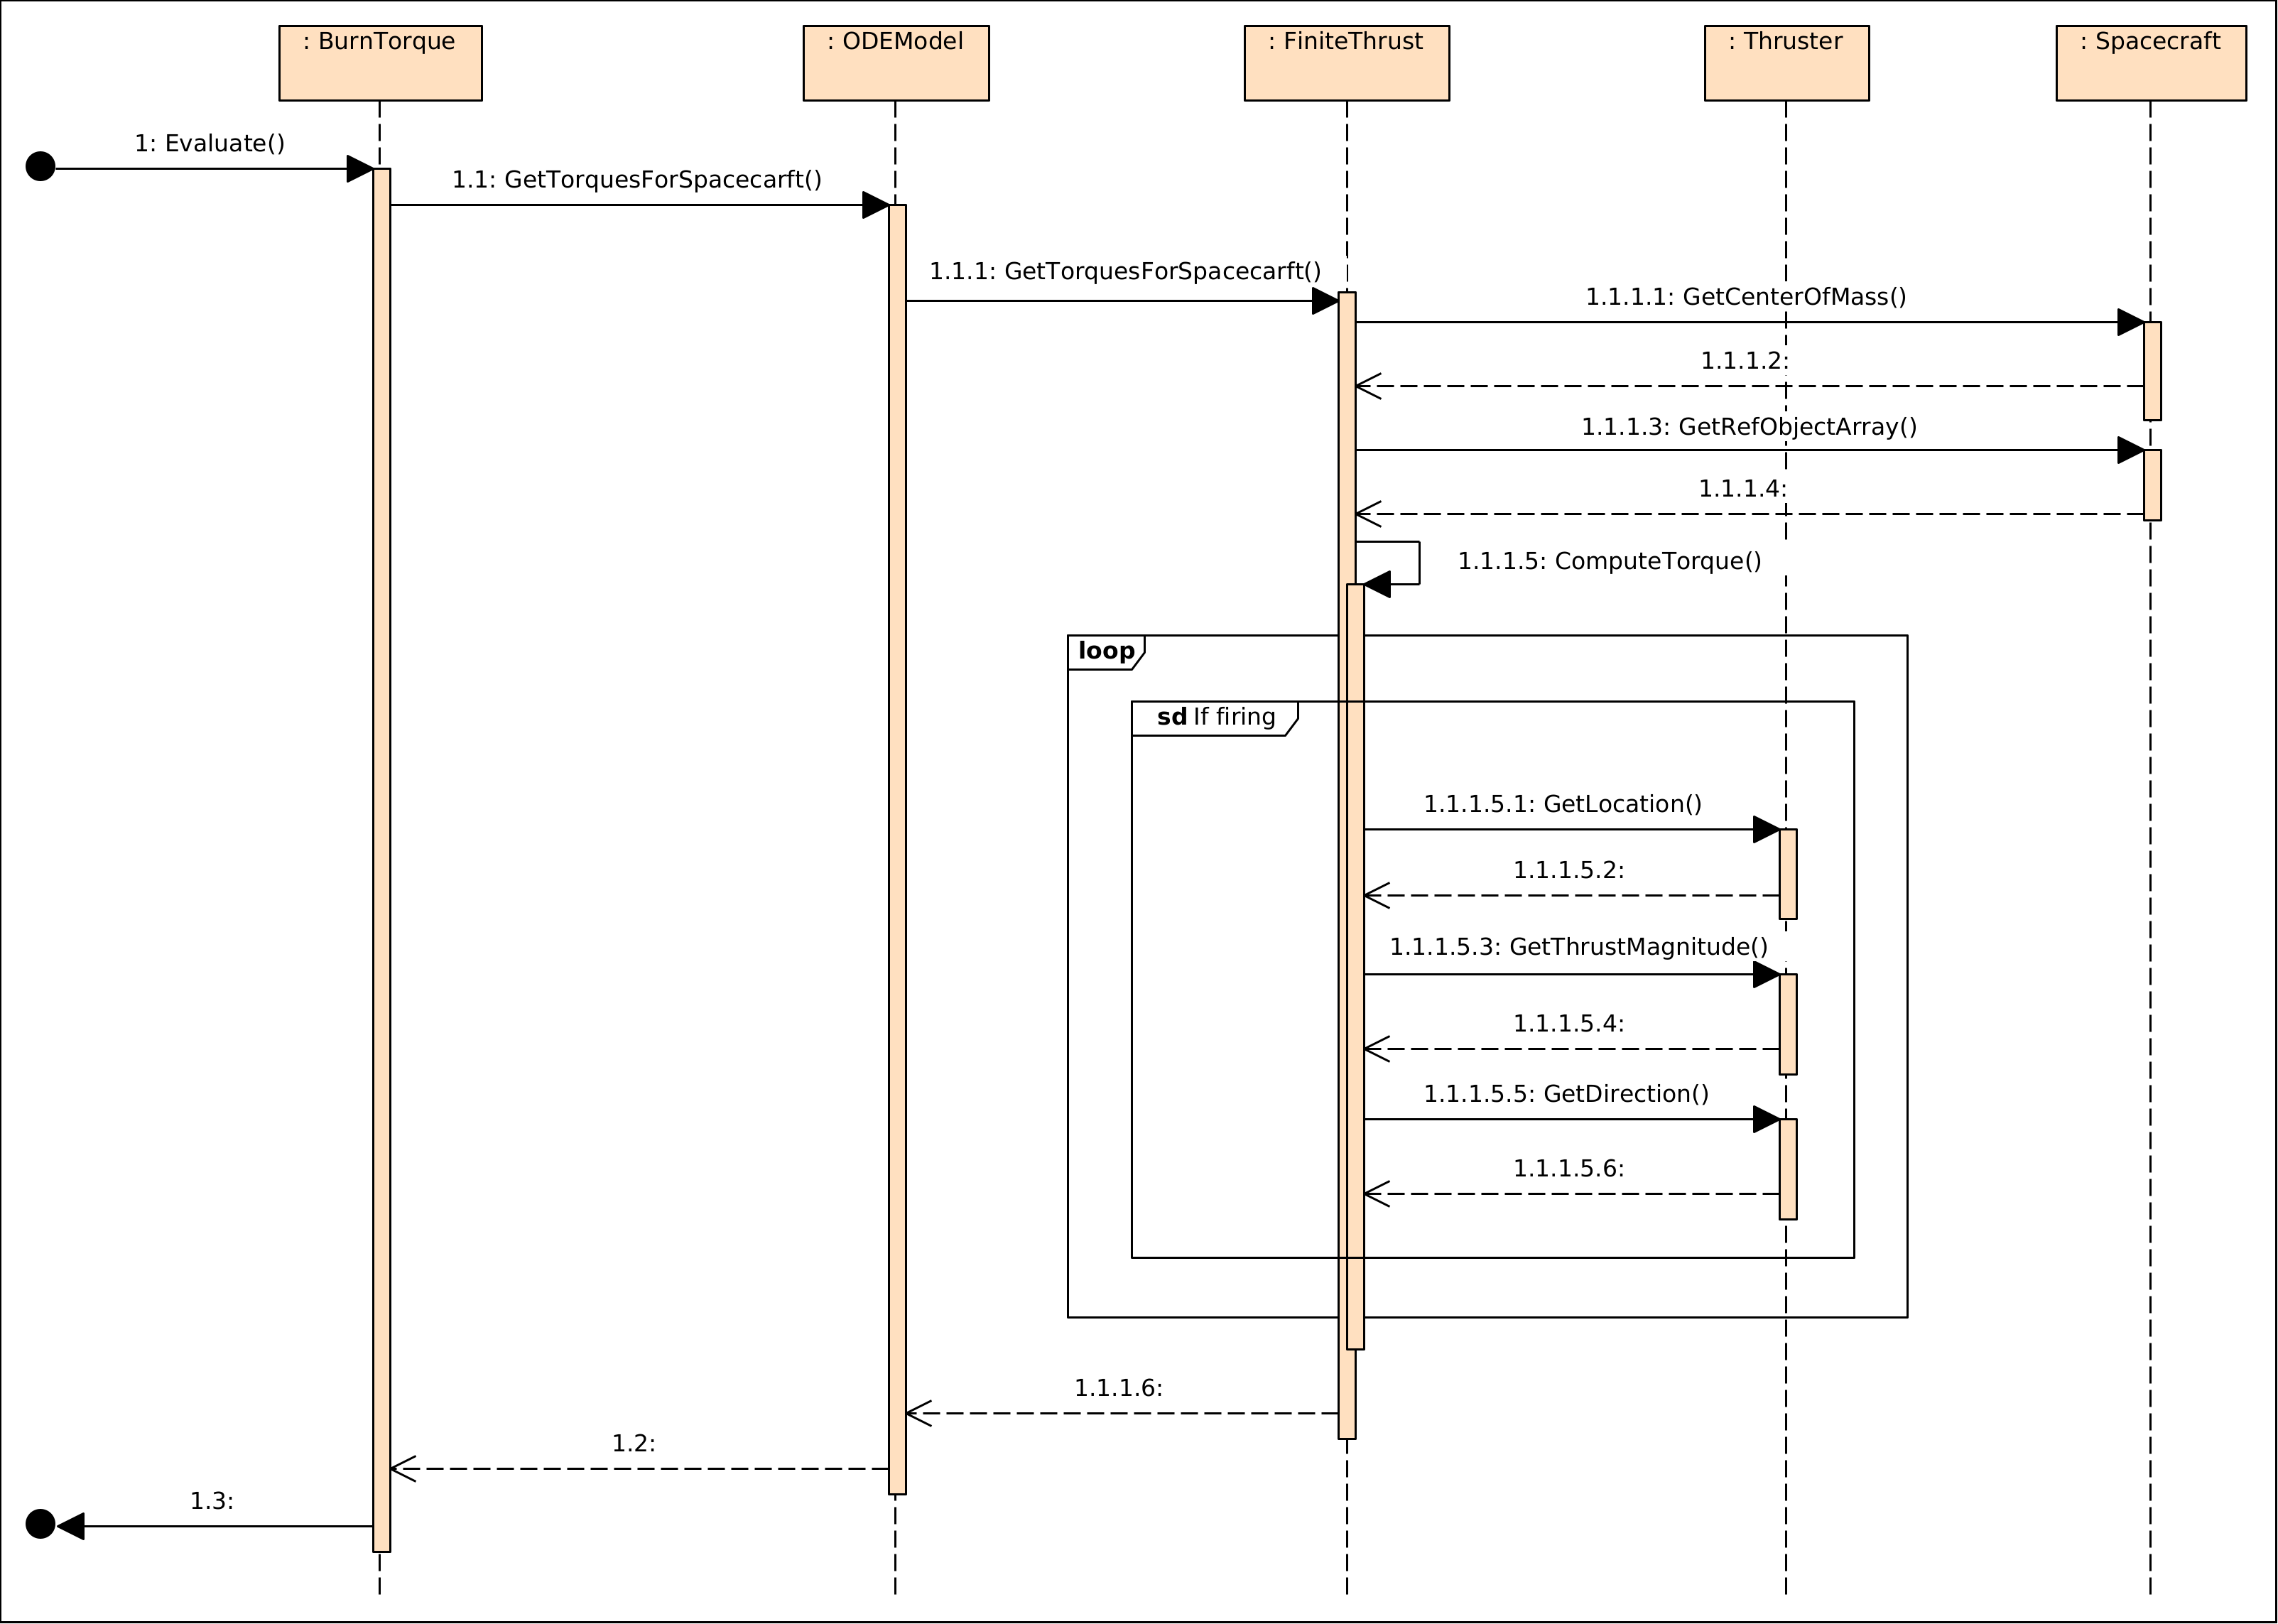 : BurnTorque
: ODEModel
: FiniteThrust
: Thruster
: Spacecraft
1: Evaluate()
1.1: GetTorquesForSpacecarft()
1.1.1: GetTorquesForSpacecarft()
1.1.1.1: GetCenterOfMass()
1.1.1.2:
1.1.1.3: GetRefObjectArray()
1.1.1.4:
1.1.1.5: ComputeTorque()
loop
sd If firing
1.1.1.5.1: GetLocation()
1.1.1.5.2:
1.1.1.5.3: GetThrustMagnitude()
1.1.1.5.4:
1.1.1.5.5: GetDirection()
1.1.1.5.6:
1.1.1.6:
1.2:
1.3: